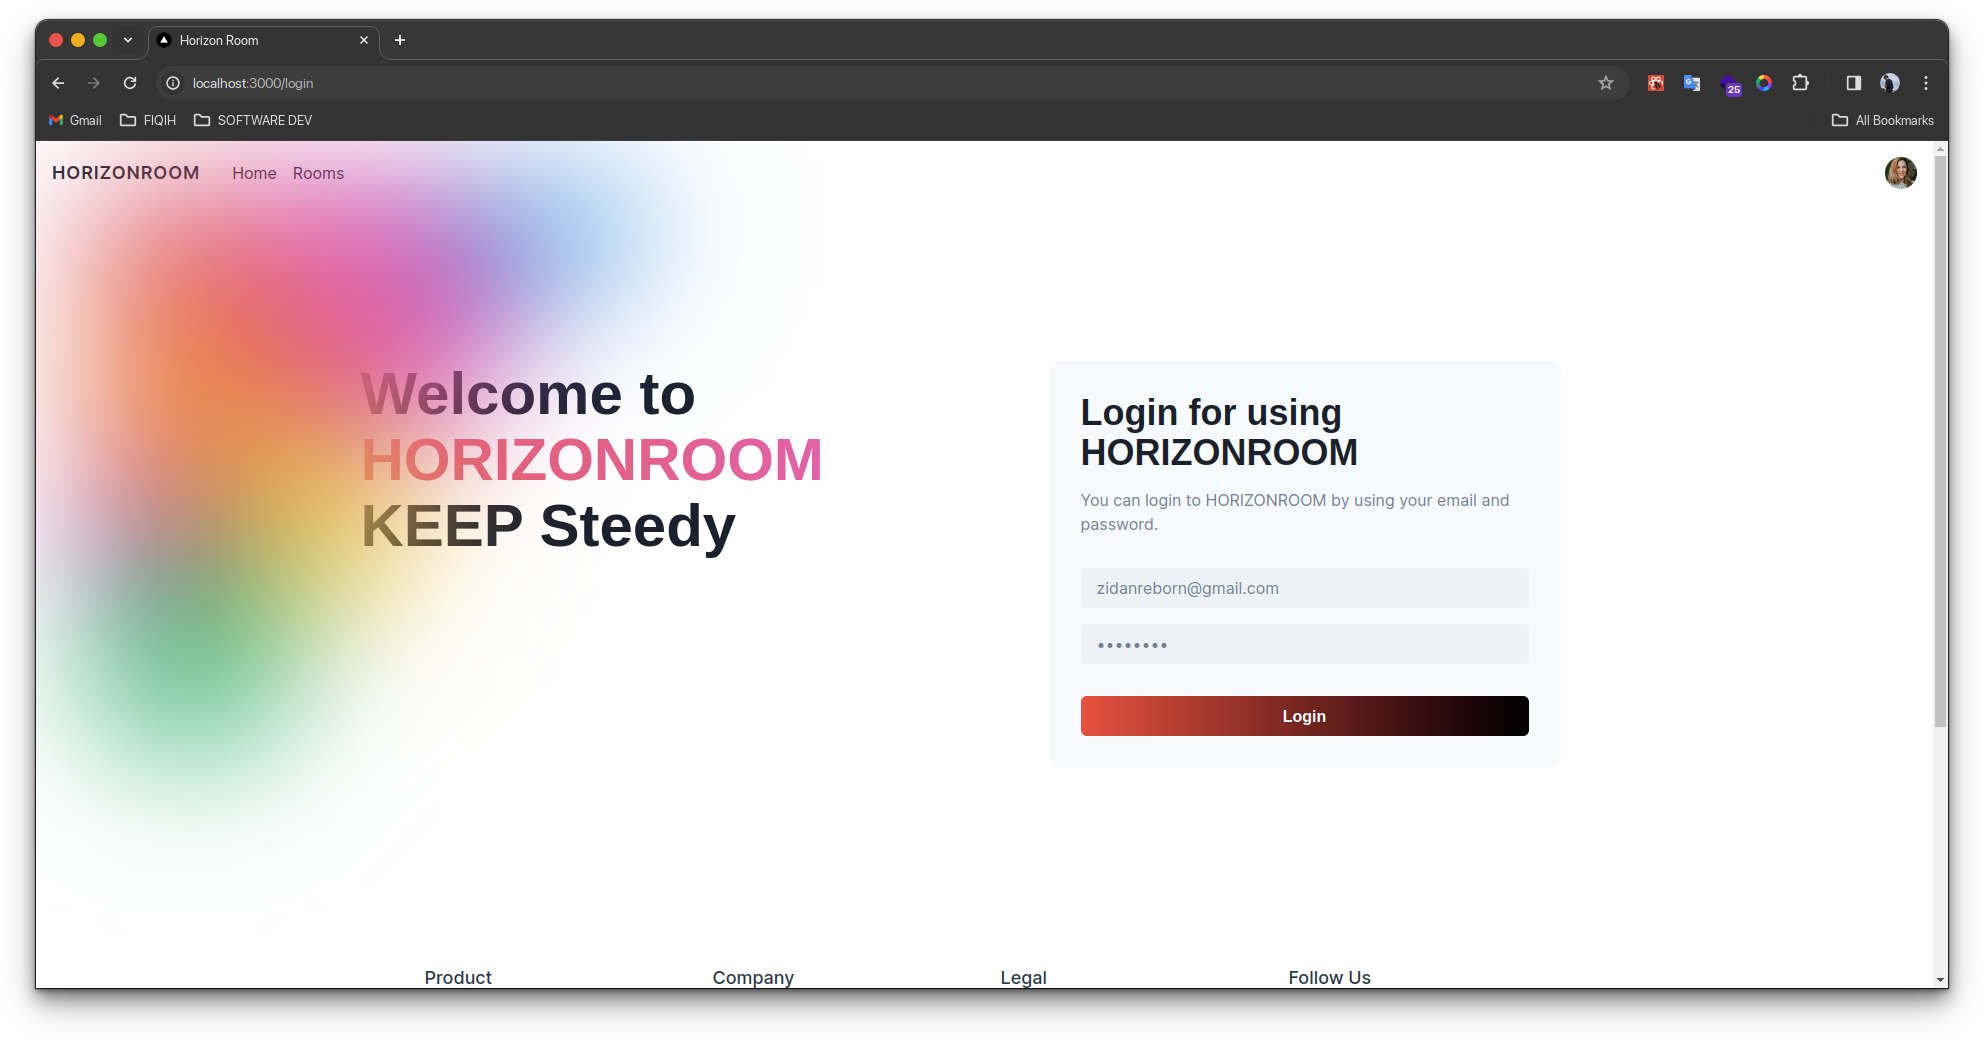 Horizon Room
localhost:3000/login
25
Gmail
FIQIH
SOFTWARE DEV
All Bookmarks
HORIZONROOM
Home
Rooms
Welcome to
HORIZONROOM
KEEP Steedy
Login for using
HORIZONROOM
You can login to HORIZONROOM by using your email and
password.
zidanreborn@gmail.com
••••••••
Login
Product
Company
Legal
Follow Us